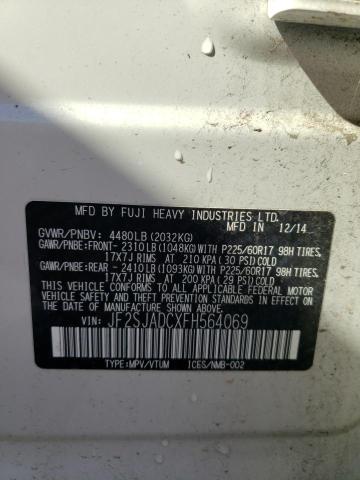 MFD BY FUJI HEAVY INDUSTRIES LTD.
MADE IN 12/14
GVWR/PNBV: 4480LB(2032KG)
GAWR/PNBE:FRONT- 2310LB(1048KG)WITH P225/60R17 98H TIRES,
17X7J RIMS AT 210 KPA(30 PSI)COLD
GAWR/PNBE:REAR - 2410LB(1093KG)WITH P225/60R17 98H TIRES,
17X7J RIMS AT 200 KPA(29 PSI)COLD
THIS VEHICLE CONFORMS TO ALL APPLICABLE
FEDERAL MOTOR VEHICLE SAFETY STANDARDS
IN EFFECT ON THE DATE OF
MANUFACTURE SHOWN ABOVE.
VIN: JF2SJADCXFH564069
TYPE:MPV/VTUM ICES/NMB-002